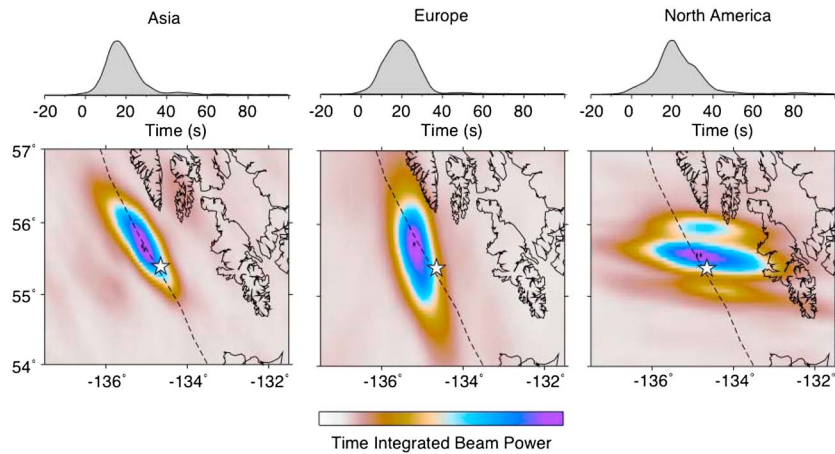 Asia Europe North America
-20 0 20 40 60 80 -20 0 20 40 60 80 -20 0 20 40 60 80
Time (s) Time (s) Time (s)
57˚
56˚
55˚
54˚
-136˚ -134˚ -132˚ -136˚ -134˚ -132˚ -136˚ -134˚ -132˚
Time Integrated Beam Power